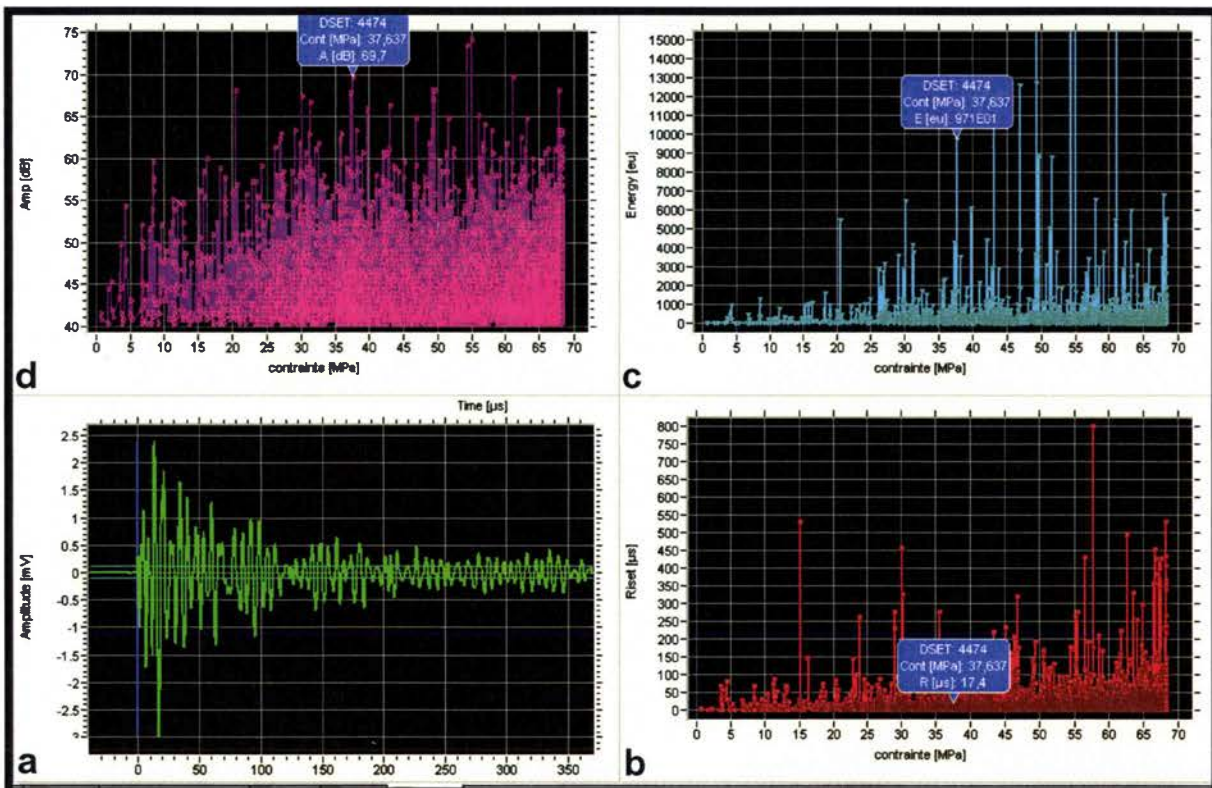 DSET: 4474
Cont [MPa]: 37,637
A [dB]: 69,7
75
70
65
60
55
50
45
40
Amp [dB]
0 5 10 15 20 25 30 35 40 45 50 55 60 65 70
contrainte [MPa]
d
DSET: 4474
Cont [MPa]: 37,637
E [eu]: 971E01
15000
14000
13000
12000
11000
10000
9000
8000
7000
6000
5000
4000
3000
2000
1000
0
Energy [eu]
0 5 10 15 20 25 30 35 40 45 50 55 60 65 70
contrainte [MPa]
c
Time [µs]
2.5
2
1.5
1
0.5
0
-0.5
-1
-1.5
-2
-2.5
Amplitude [mV]
0 50 100 150 200 250 300 350
a
800
750
700
650
600
550
500
450
400
350
300
250
200
150
100
50
0
Riset [µs]
DSET: 4474
Cont [MPa]: 37,637
R [µs]: 17,4
0 5 10 15 20 25 30 35 40 45 50 55 60 65 70
contrainte [MPa]
b